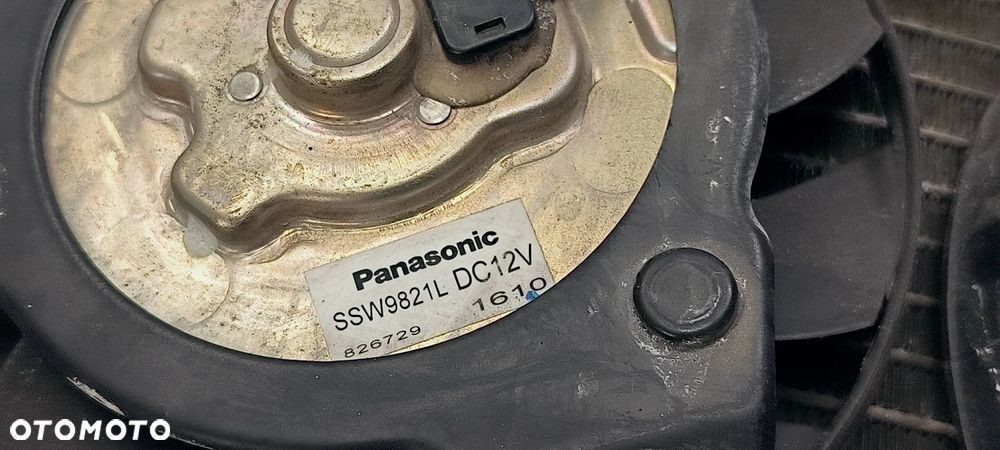 Panasonic
SSW9821L DC12V
826729 1610
OTOMOTO